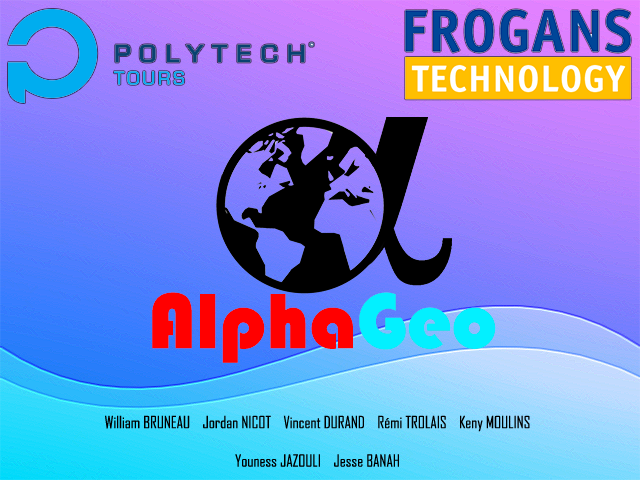 POLYTECH°
TOURS
FROGANS
TECHNOLOGY
AlphaGeo
William BRUNEAU Jordan NICOT Vincent DURAND Rémi TROLAIS Keny MOULINS
Youness JAZOULI Jesse BANAH